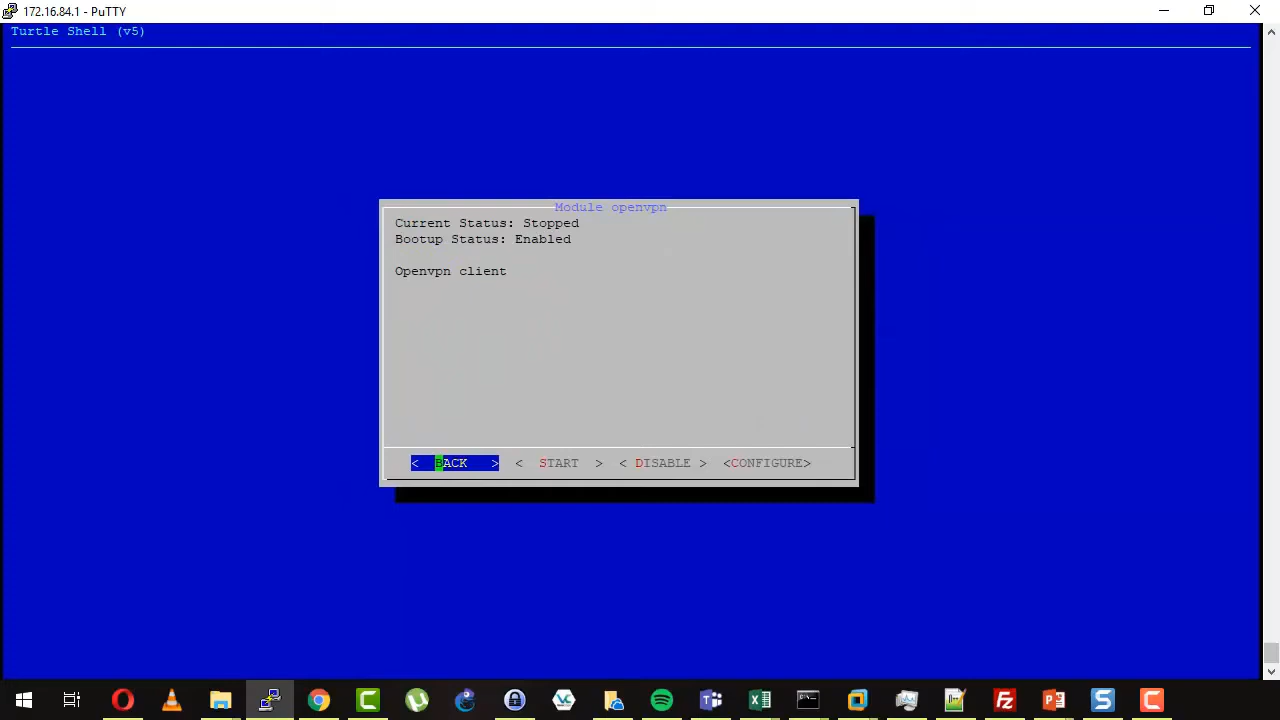 172.16.84.1 - PuTTY
Turtle Shell (v5)
Module openvpn
Current Status: Stopped
Bootup Status: Enabled
Openvpn client
< BACK > < START > < DISABLE > <CONFIGURE>